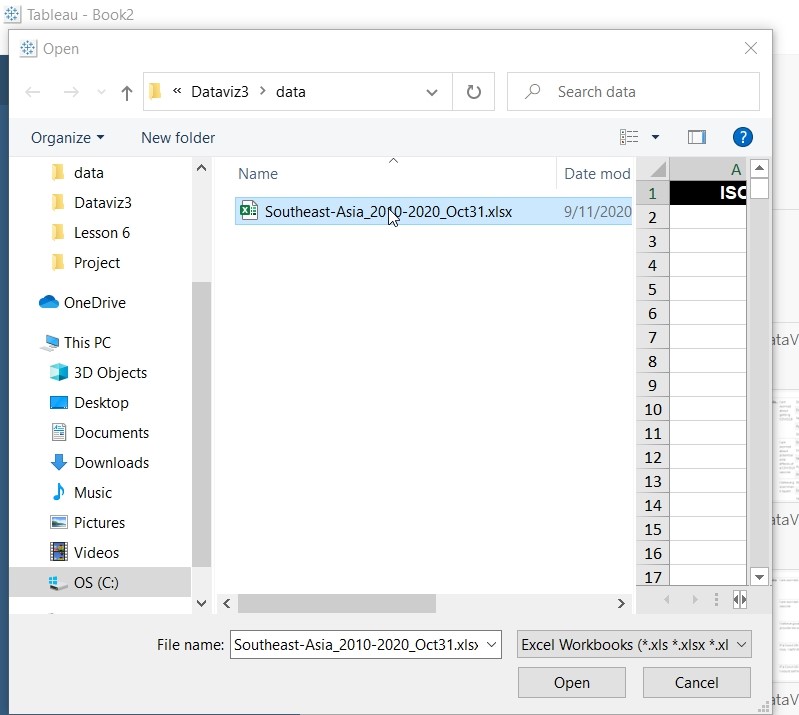 Tableau - Book2
Open
« Dataviz3 > data
Search data
Organize
New folder
?
data
Dataviz3
Lesson 6
Project
OneDrive
This PC
3D Objects
Desktop
Documents
Downloads
Music
Pictures
Videos
OS (C:)
Name
Date mod
Southeast-Asia_2010-2020_Oct31.xlsx
9/11/2020
A
1
ISO
2
3
4
5
6
7
8
9
10
11
12
13
14
15
16
17
File name:
Southeast-Asia_2010-2020_Oct31.xlsx
Excel Workbooks (*.xls *.xlsx *.xl
Open
Cancel
ataV
ataV
ataV